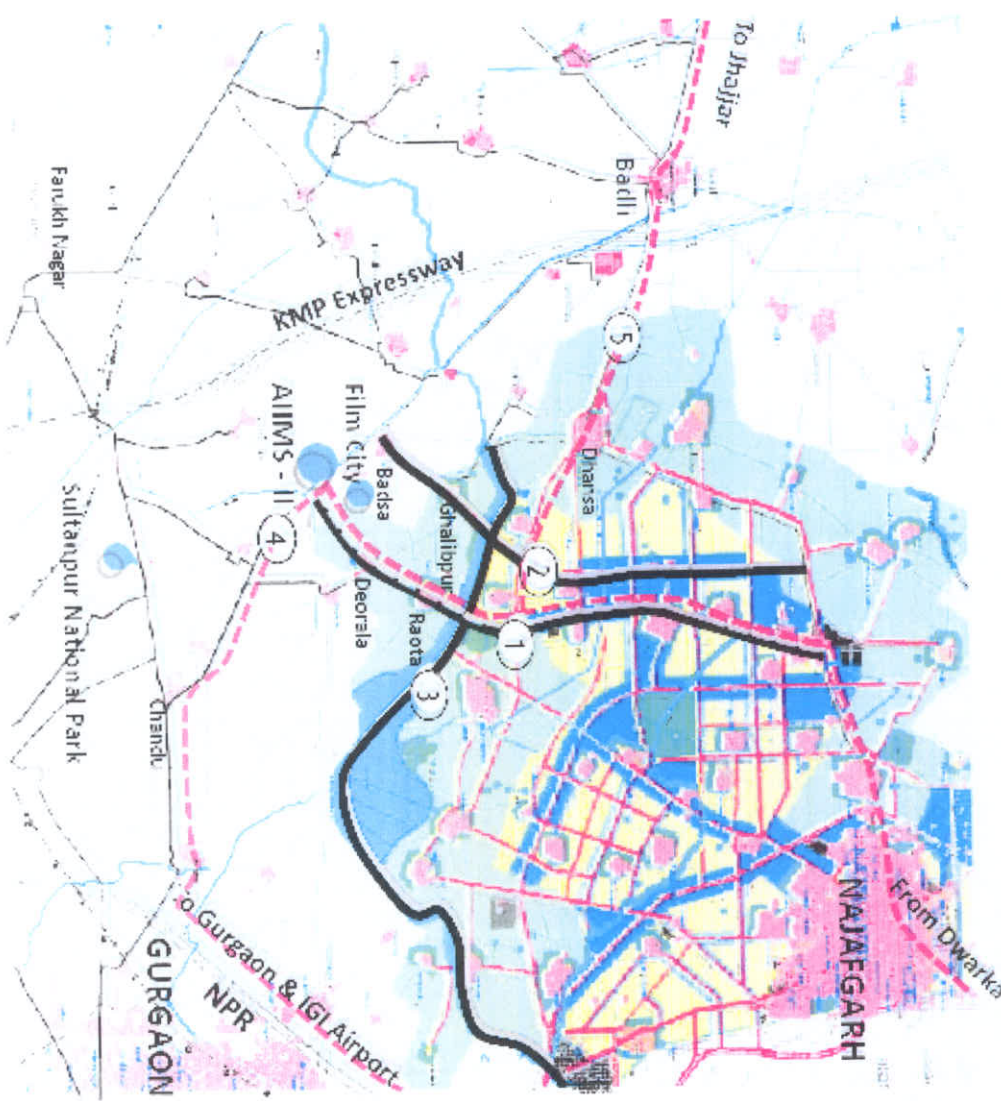 To Jhajjar
Badli
Farukh Nagar
KMP Expressway
5
Film City
AIIMS - II
Badsa
Dhansa
Ghalibpur
2
4
Sultanpur National Park
Deorala
Raota
1
3
Chandu
NAJAFGARH
From Dwarka
o Gurgaon & IGI Airport
NPR
GURGAON